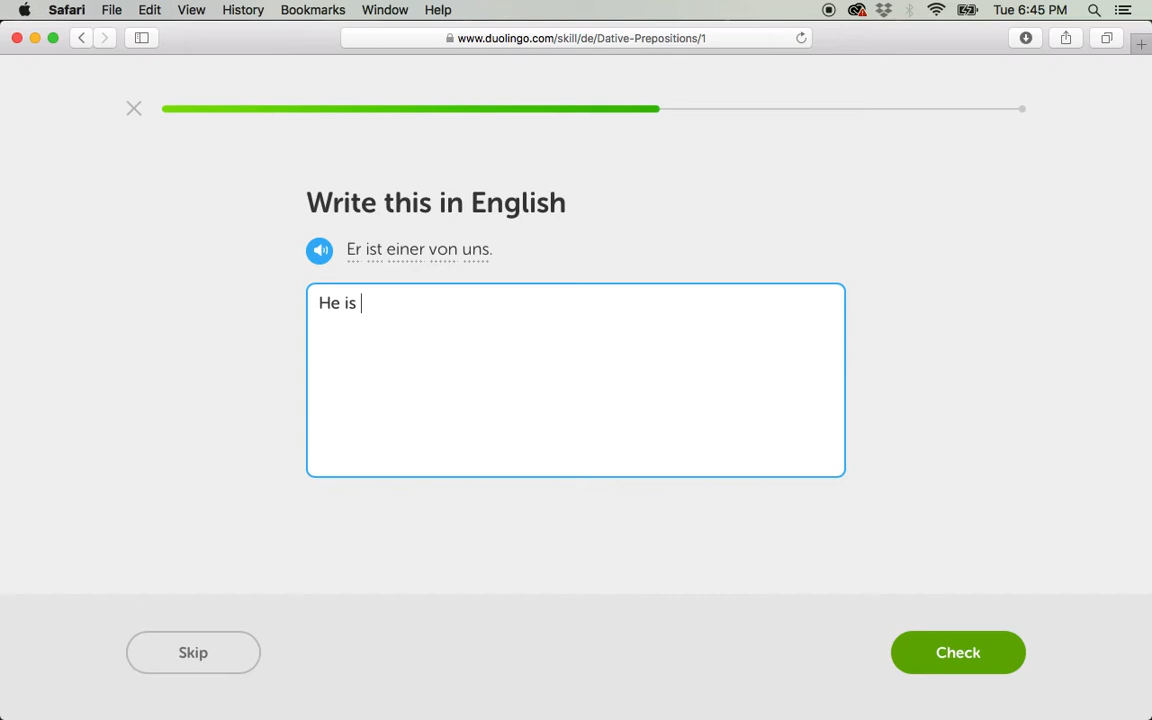 Safari File Edit View History Bookmarks Window Help Tue 6:45 PM
www.duolingo.com/skill/de/Dative-Prepositions/1
Write this in English
Er ist einer von uns.
He is
Skip Check